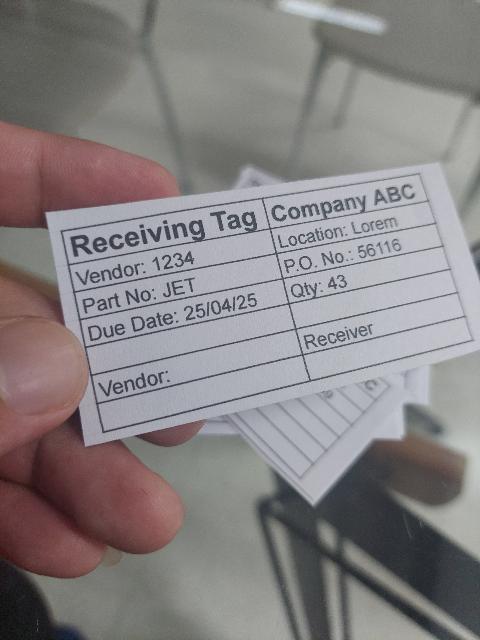 Receiving Tag Company ABC
Vendor: 1234 Location: Lorem
Part No: JET P.O. No.: 56116
Due Date: 25/04/25 Qty: 43
Vendor: Receiver